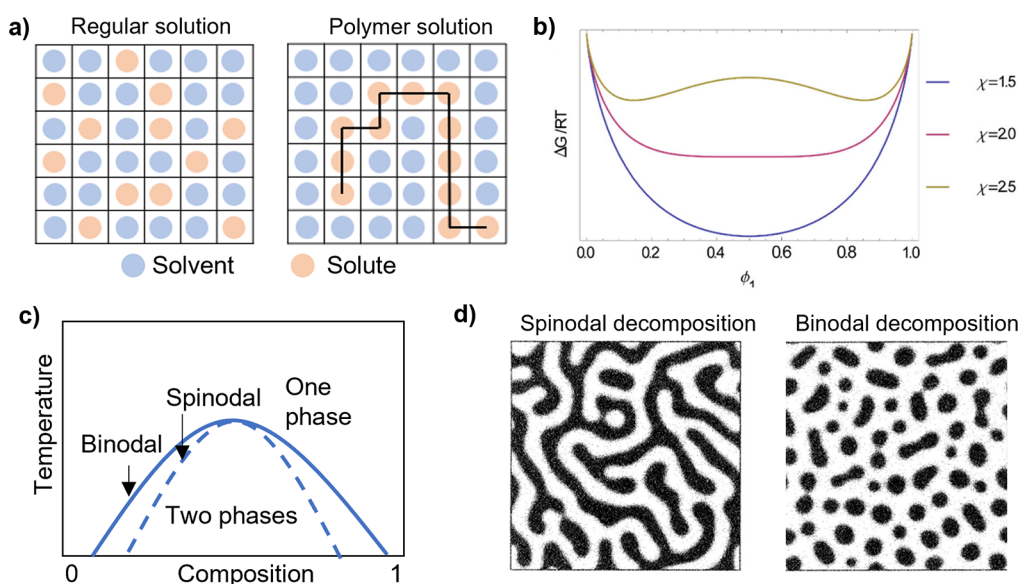 a)
Regular solution
Polymer solution
Solvent
Solute
b)
ΔG/RT
χ=1.5
χ=2.0
χ=2.5
0.0 0.2 0.4 0.6 0.8 1.0
ϕ1
c)
Temperature
Binodal
Spinodal
One
phase
Two phases
0 Composition 1
d)
Spinodal decomposition
Binodal decomposition